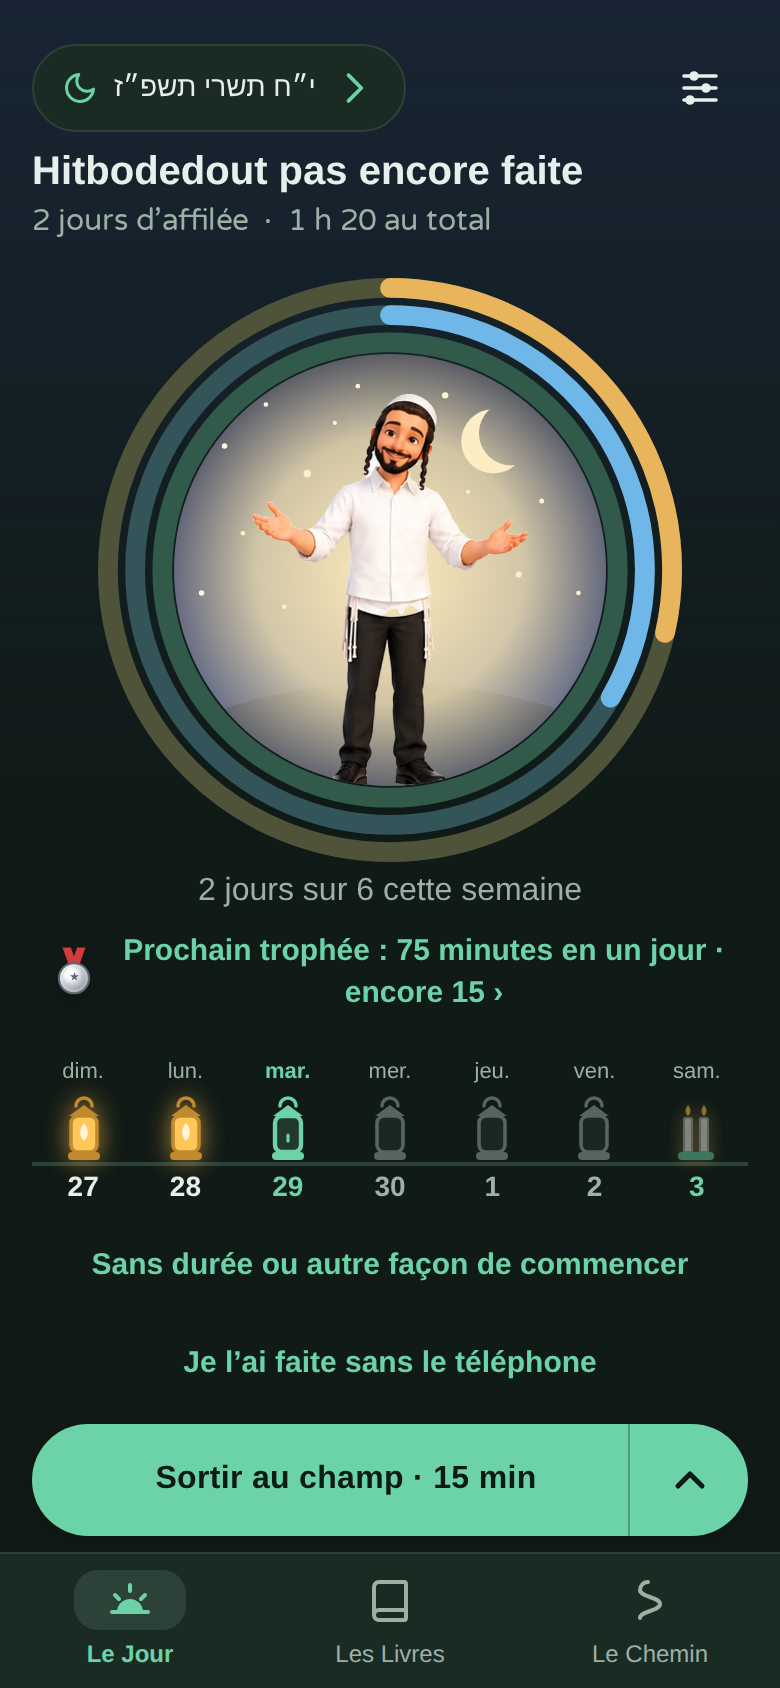 י״ח תשרי תשפ״ז
Hitbodedout pas encore faite
2 jours d’affilée · 1 h 20 au total
2 jours sur 6 cette semaine
Prochain trophée : 75 minutes en un jour ·
encore 15 ›
dim. lun. mar. mer. jeu. ven. sam.
27 28 29 30 1 2 3
Sans durée ou autre façon de commencer
Je l’ai faite sans le téléphone
Sortir au champ · 15 min
Le Jour Les Livres Le Chemin